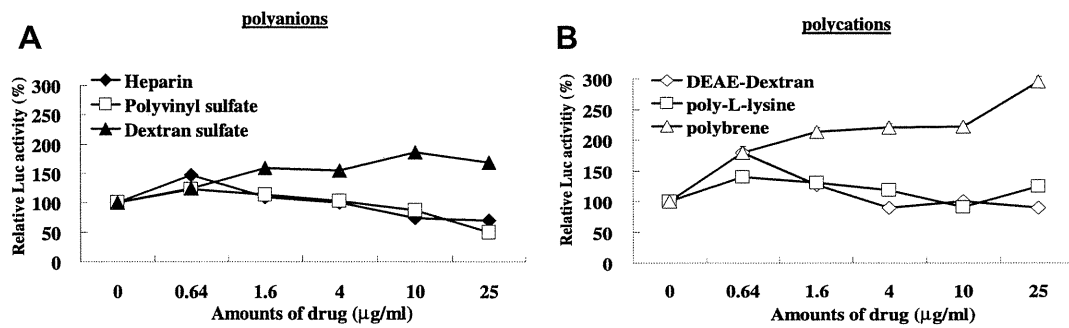 polyanions
A
Relative Luc activity (%)
300
250
200
150
100
50
0
Heparin
Polyvinyl sulfate
Dextran sulfate
0 0.64 1.6 4 10 25
Amounts of drug (μg/ml)
polycations
B
Relative Luc activitiy (%)
300
250
200
150
100
50
0
DEAE-Dextran
poly-L-lysine
polybrene
0 0.64 1.6 4 10 25
Amounts of drug (μg/ml)